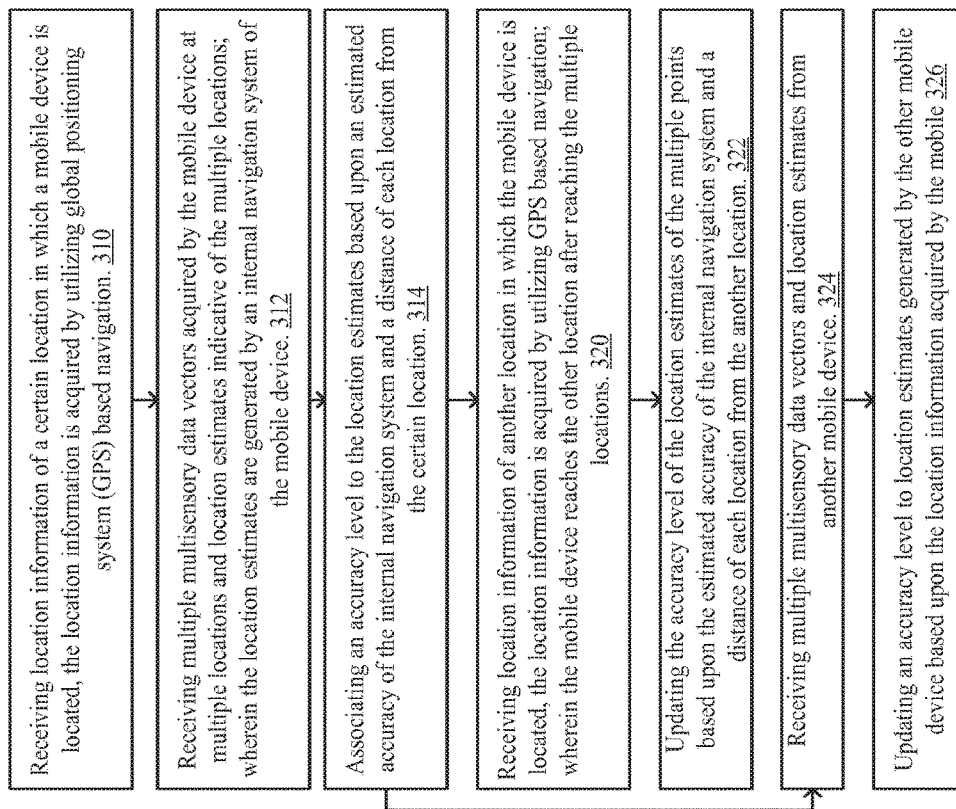 Receiving location information of a certain location in which a mobile device is
located, the location information is acquired by utilizing global positioning
system (GPS) based navigation. 310
Receiving multiple multisensory data vectors acquired by the mobile device at
multiple locations and location estimates indicative of the multiple locations;
wherein the location estimates are generated by an internal navigation system of
the mobile device. 312
Associating an accuracy level to the location estimates based upon an estimated
accuracy of the internal navigation system and a distance of each location from
the certain location. 314
Receiving location information of another location in which the mobile device is
located, the location information is acquired by utilizing GPS based navigation;
wherein the mobile device reaches the other location after reaching the multiple
locations. 320
Updating the accuracy level of the location estimates of the multiple points
based upon the estimated accuracy of the internal navigation system and a
distance of each location from the another location. 322
Receiving multiple multisensory data vectors and location estimates from
another mobile device. 324
Updating an accuracy level to location estimates generated by the other mobile
device based upon the location information acquired by the mobile 326